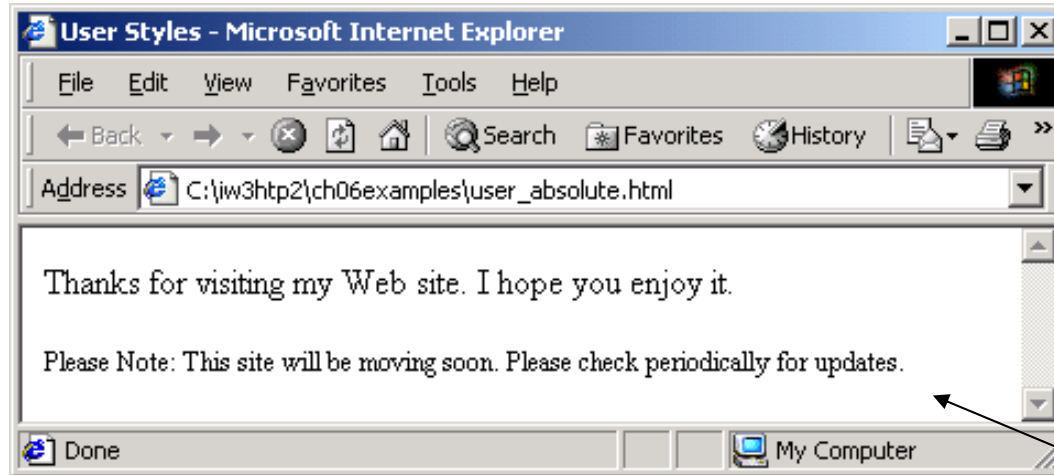 User Styles - Microsoft Internet Explorer
File Edit View Favorites Tools Help
Back Search Favorites History »
Address C:\iw3htp2\ch06examples\user_absolute.html
Thanks for visiting my Web site. I hope you enjoy it.
Please Note: This site will be moving soon. Please check periodically for updates.
Done My Computer